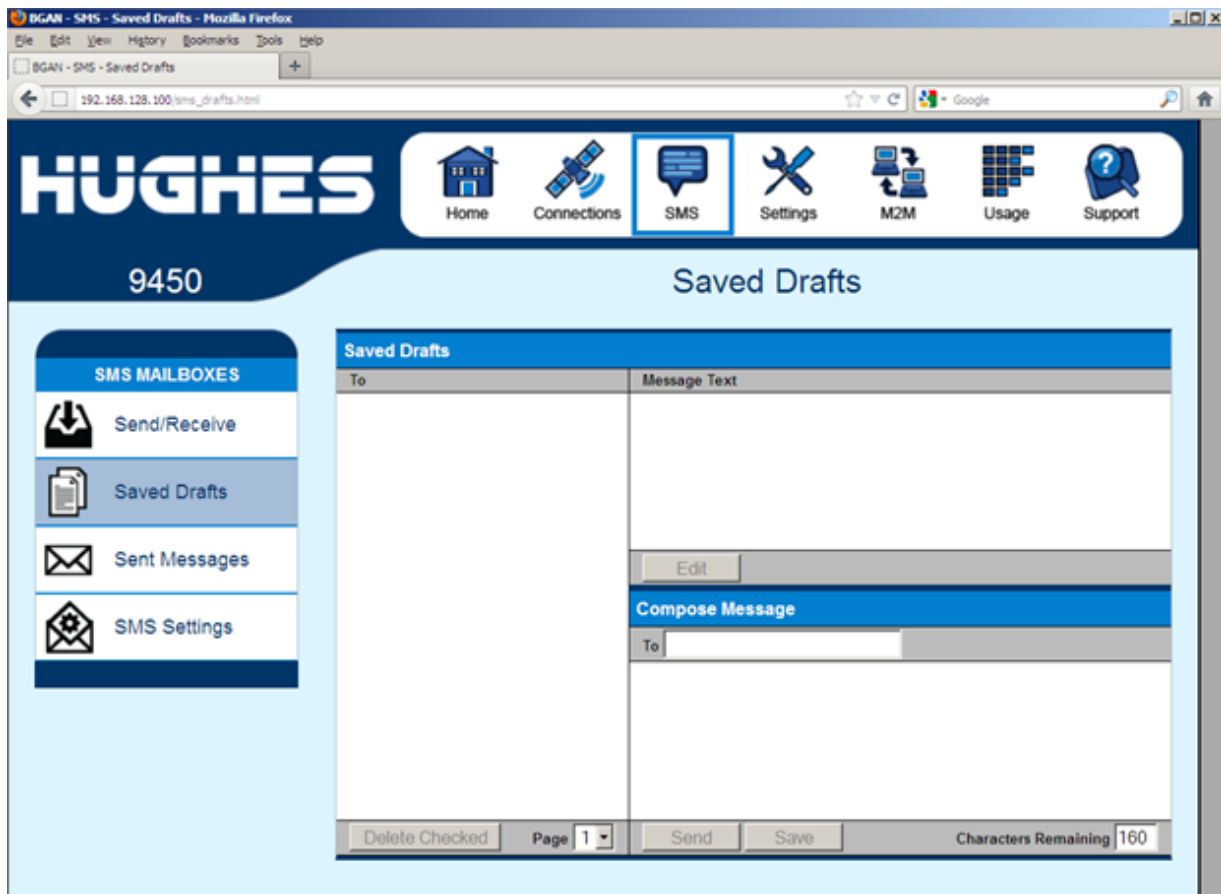 BGAN - SMS - Saved Drafts - Mozilla Firefox
File Edit View History Bookmarks Tools Help
BGAN - SMS - Saved Drafts +
192.168.128.100/sms_drafts.html Google
HUGHES
Home Connections SMS Settings M2M Usage Support
9450 Saved Drafts
SMS MAILBOXES
Send/Receive
Saved Drafts
Sent Messages
SMS Settings
Saved Drafts
To Message Text
Edit
Compose Message
To
Delete Checked Page 1 Send Save Characters Remaining 160